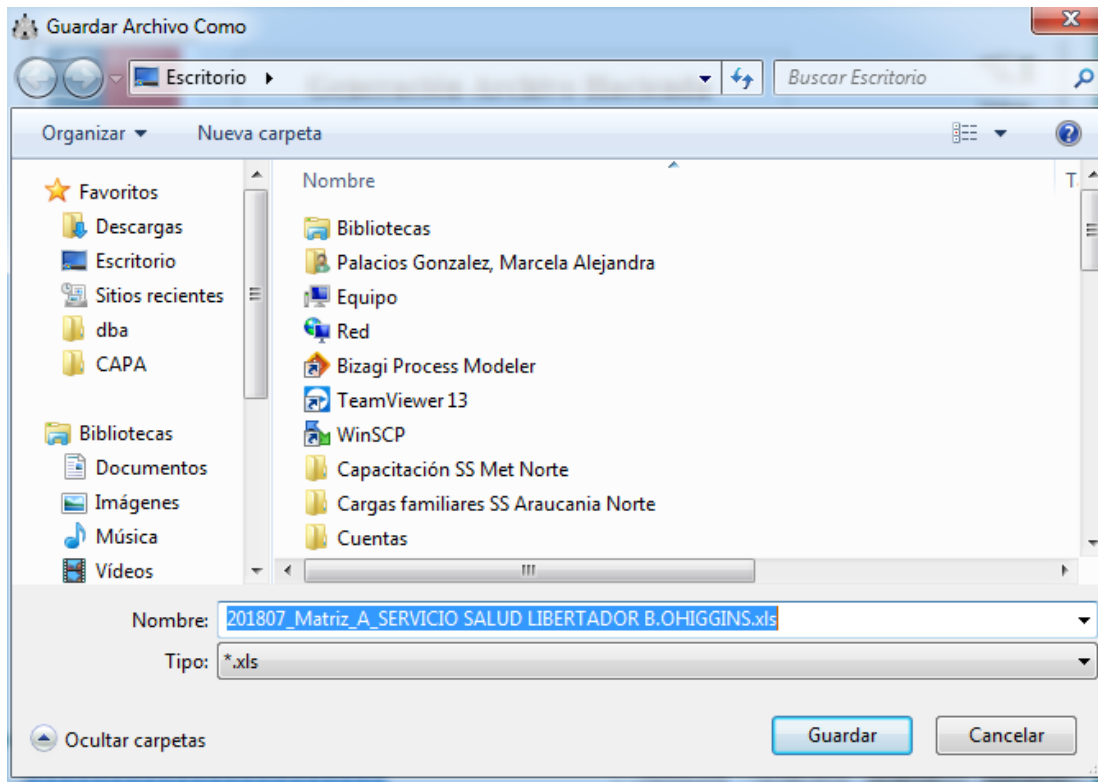 Guardar Archivo Como
Escritorio
Buscar Escritorio
Organizar
Nueva carpeta
Favoritos
Descargas
Escritorio
Sitios recientes
dba
CAPA
Bibliotecas
Documentos
Imágenes
Música
Vídeos
Nombre
Bibliotecas
Palacios Gonzalez, Marcela Alejandra
Equipo
Red
Bizagi Process Modeler
TeamViewer 13
WinSCP
Capacitación SS Met Norte
Cargas familiares SS Araucania Norte
Cuentas
Nombre: 201807_Matriz_A_SERVICIO SALUD LIBERTADOR B.OHIGGINS.xls
Tipo: *.xls
Ocultar carpetas
Guardar
Cancelar